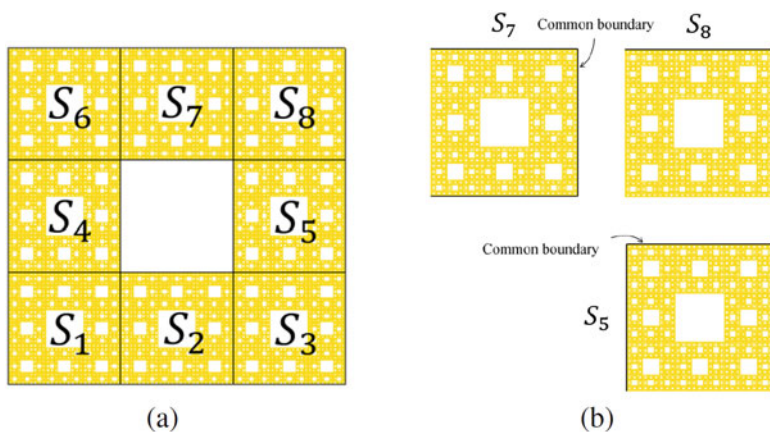 S₆ S₇ S₈
S₄ S₅
S₁ S₂ S₃
(a)
S₇ Common boundary S₈
Common boundary
S₅
(b)